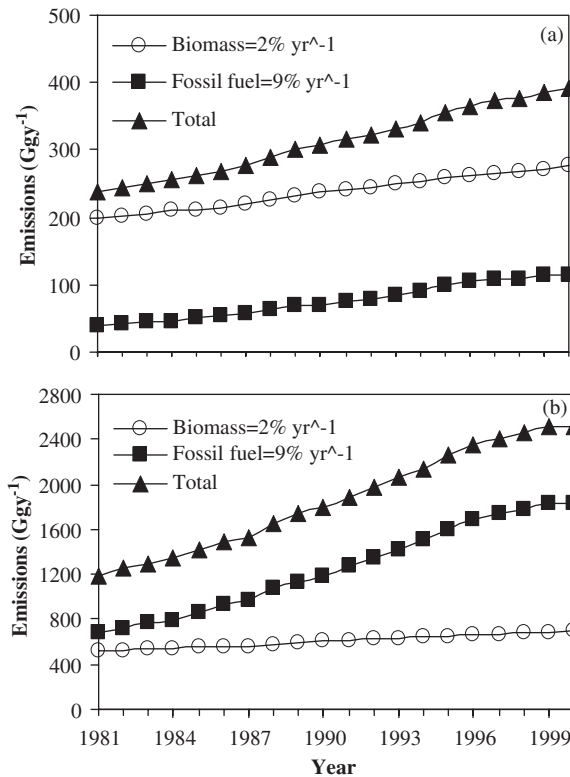 (a)
Biomass=2% yr^-1
Fossil fuel=9% yr^-1
Total
Emissions (Ggy-1)
500
400
300
200
100
0
(b)
Biomass=2% yr^-1
Fossil fuel=9% yr^-1
Total
Emissions (Ggy-1)
2800
2400
2000
1600
1200
800
400
0
1981 1984 1987 1990 1993 1996 1999
Year